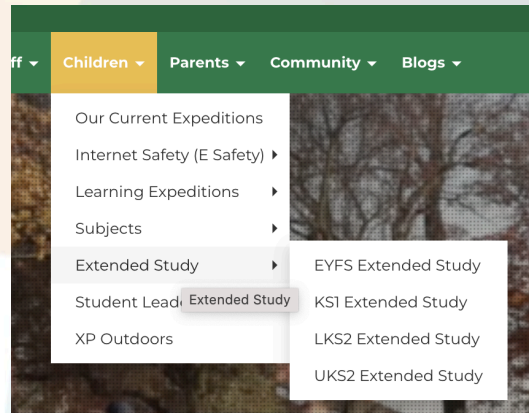 ff Children Parents Community Blogs
Our Current Expeditions
Internet Safety (E Safety)
Learning Expeditions
Subjects
Extended Study
Student Lead
Extended Study
XP Outdoors
EYFS Extended Study
KS1 Extended Study
LKS2 Extended Study
UKS2 Extended Study